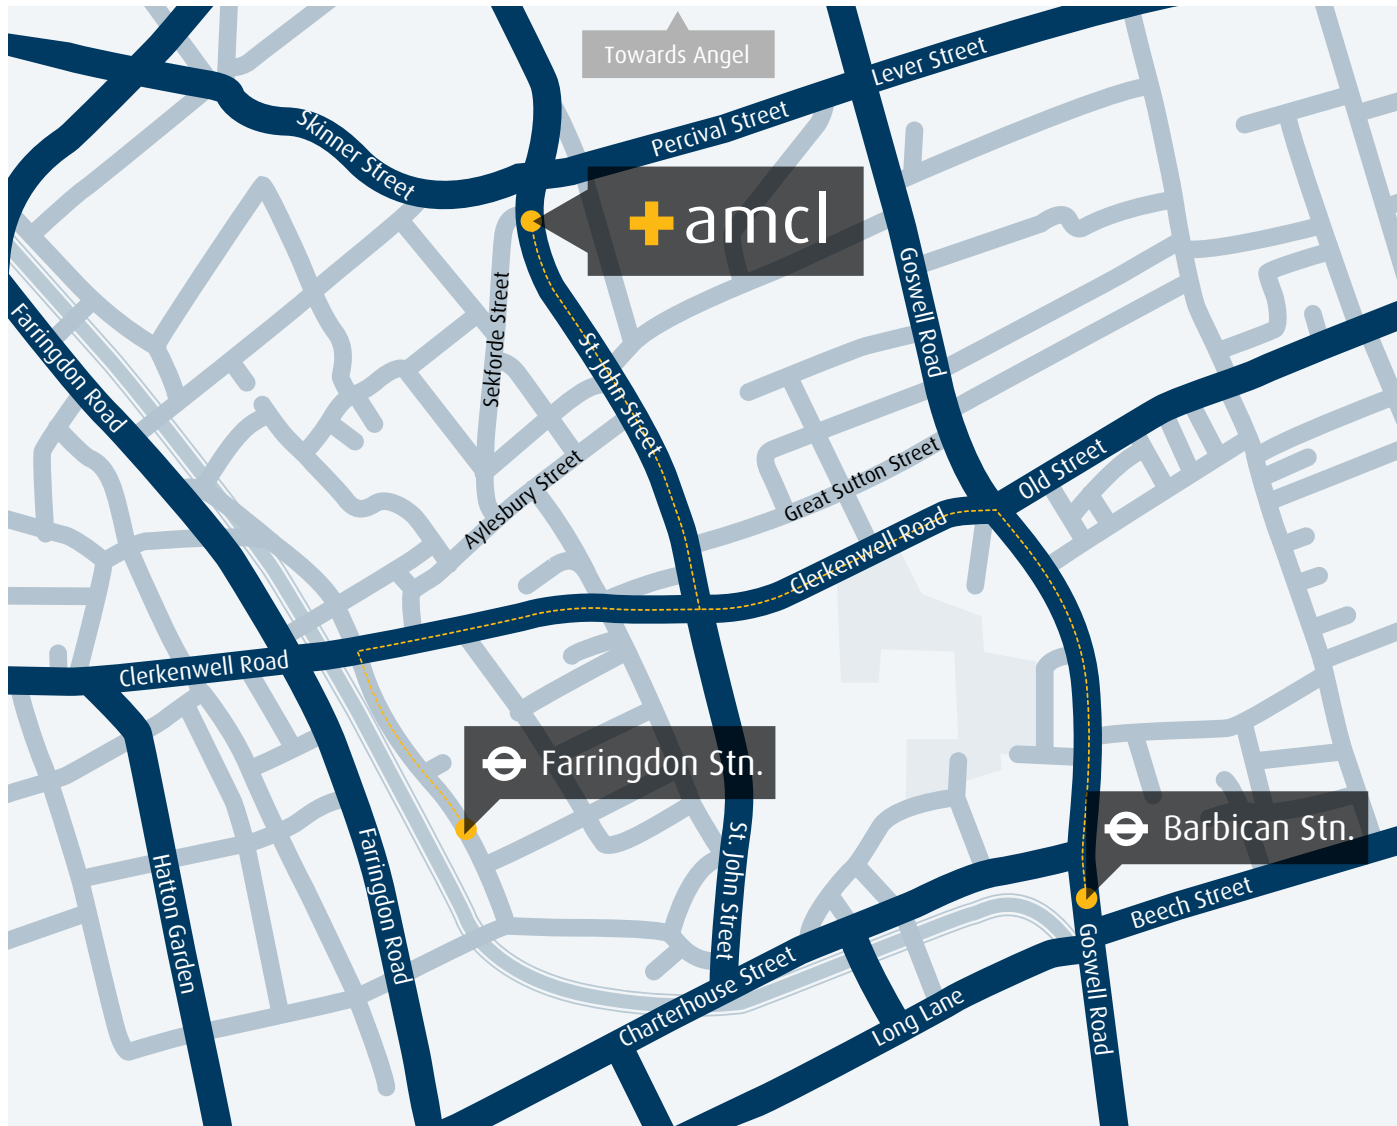 Towards Angel
Lever Street
Percival Street
Skinner Street
amcl
Goswell Road
Sekforde Street
Farringdon Road
St. John Street
Aylesbury Street
Great Sutton Street
Old Street
Clerkenwell Road
Clerkenwell Road
Farringdon Stn.
Barbican Stn.
Hatton Garden
Farringdon Road
St. John Street
Beech Street
Charterhouse Street
Goswell Road
Long Lane